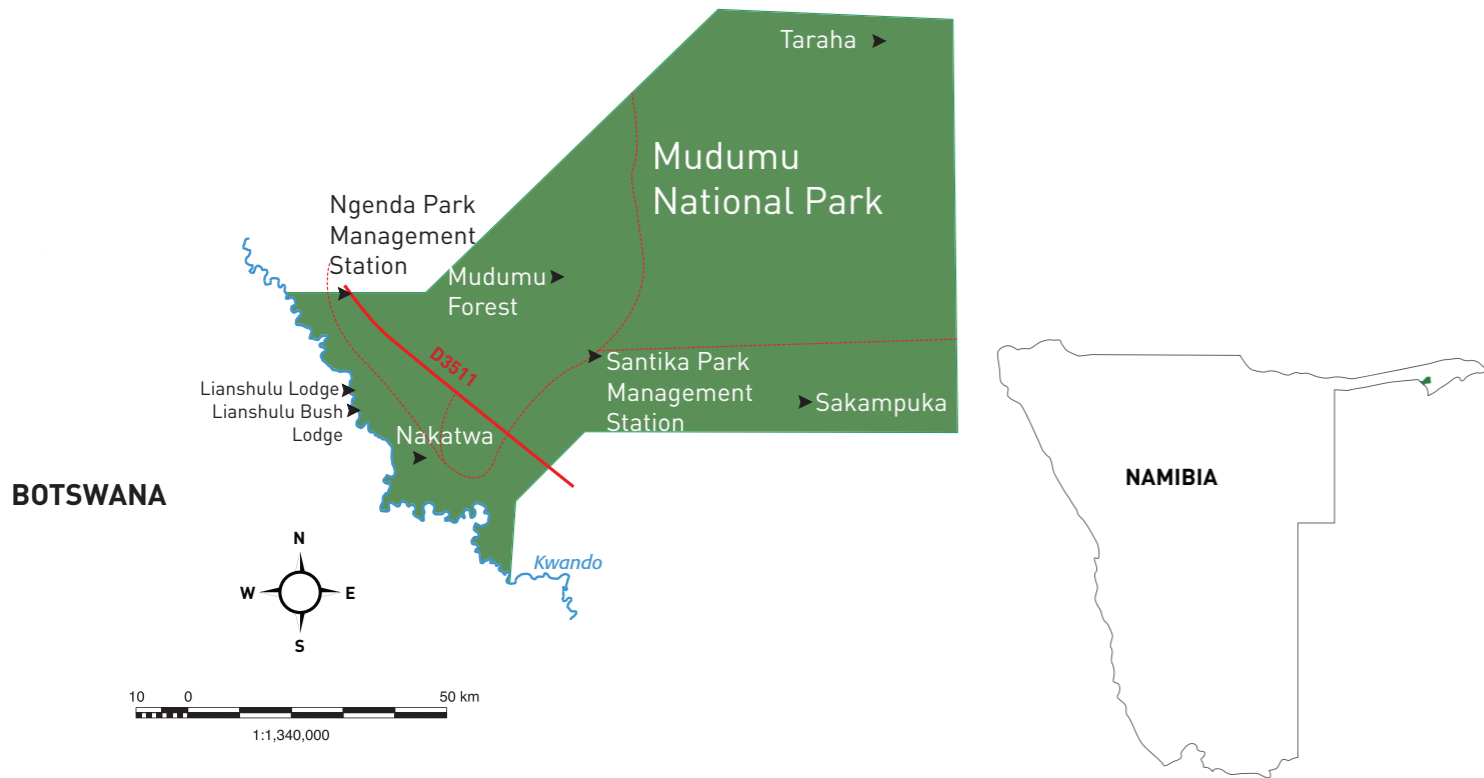 Taraha
Mudumu
National Park
Ngenda Park
Management
Station
Mudumu
Forest
D3511
Santika Park
Management
Station
Lianshulu Lodge
Lianshulu Bush
Lodge
Sakampuka
Nakatwa
BOTSWANA
NAMIBIA
N
W
E
S
Kwando
10 0 50 km
1:1,340,000